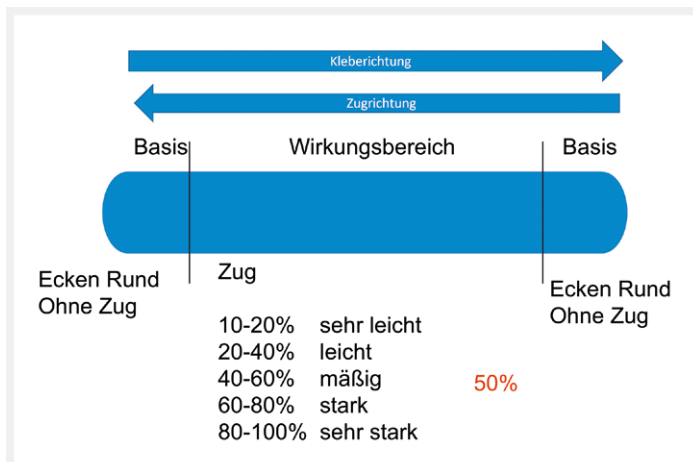 Kleberichtung
Zugrichtung
Basis
Wirkungsbereich
Basis
Ecken Rund
Ohne Zug
Zug
Ecken Rund
Ohne Zug
10-20% sehr leicht
20-40% leicht
40-60% mäßig
50%
60-80% stark
80-100% sehr stark